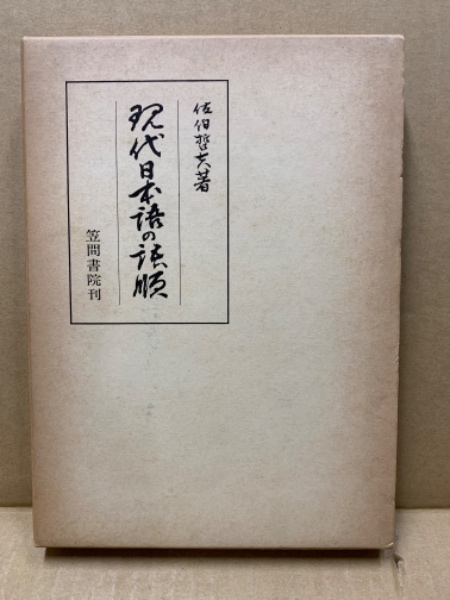 佐伯哲夫著
現代日本語の語順
笠間書院刊